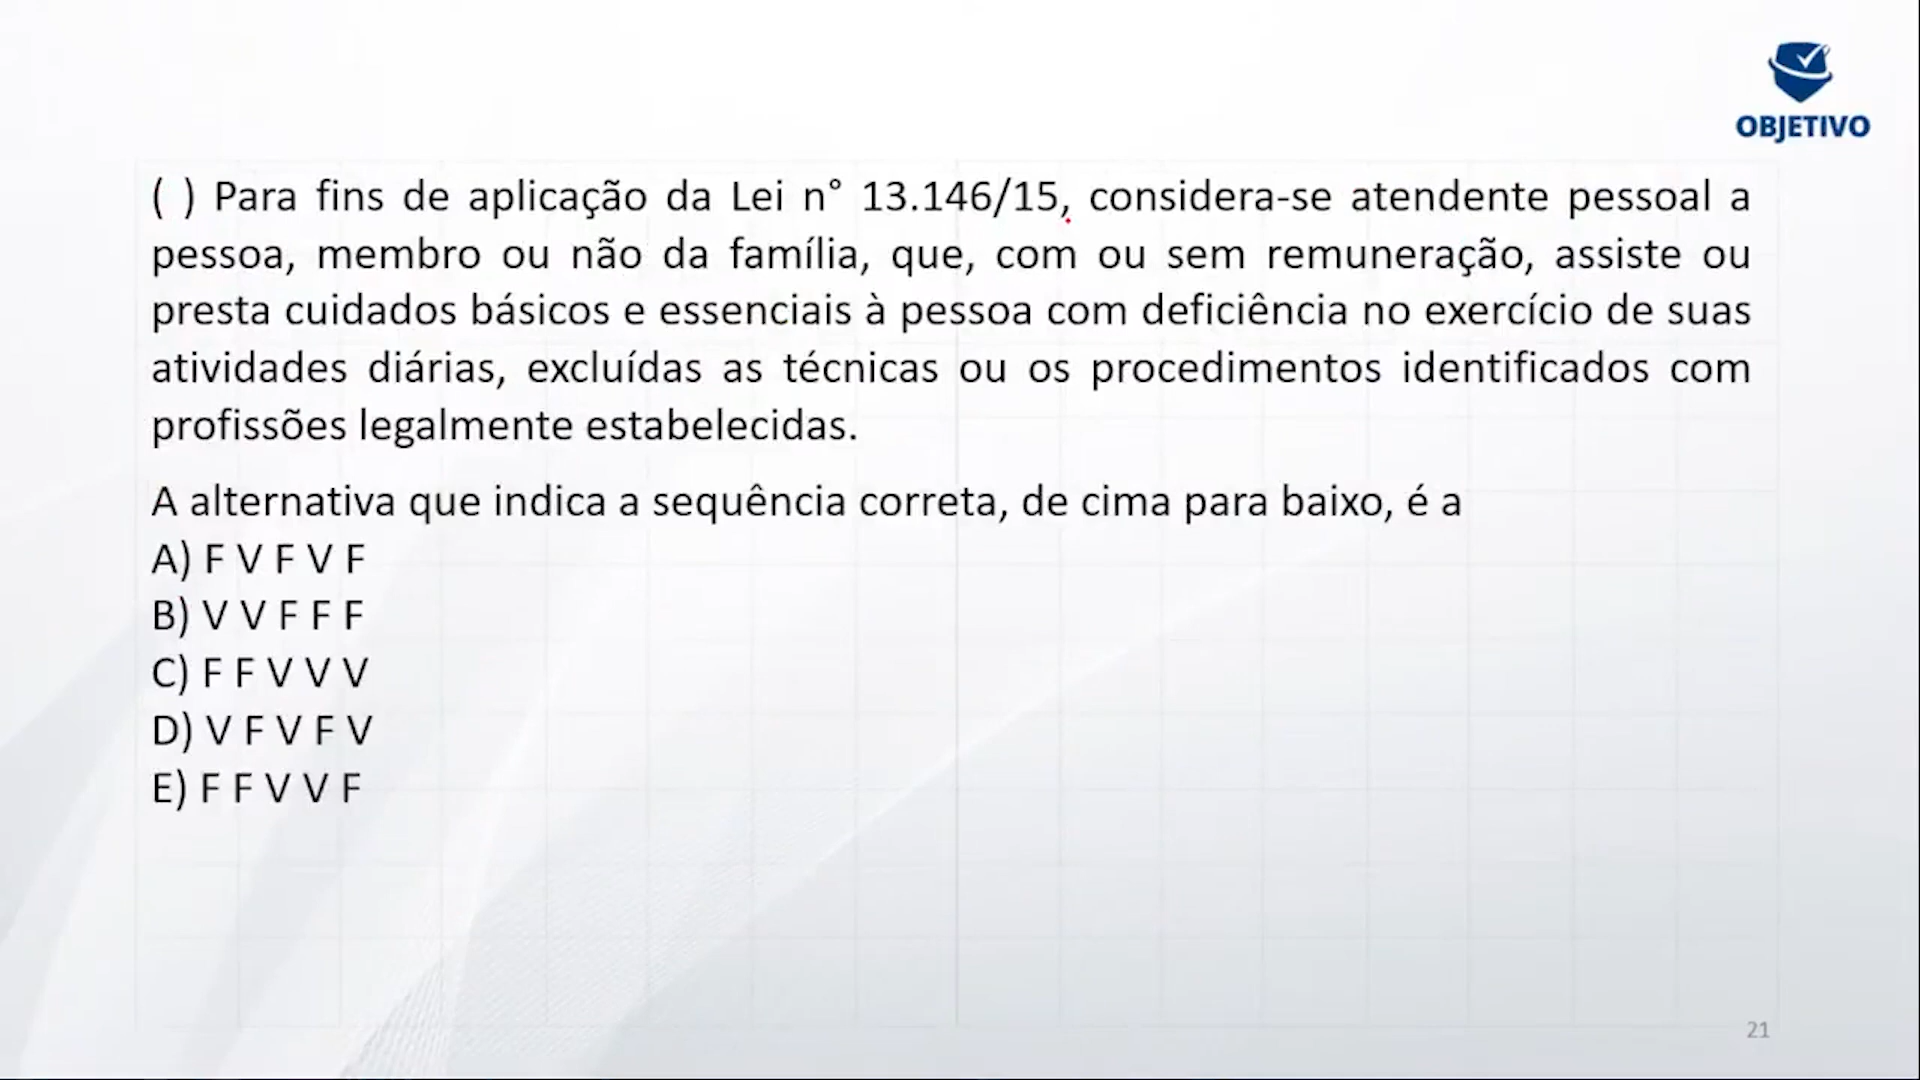 OBJETIVO
( ) Para fins de aplicação da Lei n° 13.146/15, considera-se atendente pessoal a
pessoa, membro ou não da família, que, com ou sem remuneração, assiste ou
presta cuidados básicos e essenciais à pessoa com deficiência no exercício de suas
atividades diárias, excluídas as técnicas ou os procedimentos identificados com
profissões legalmente estabelecidas.
A alternativa que indica a sequência correta, de cima para baixo, é a
A) F V F V F
B) V V F F F
C) F F V V V
D) V F V F V
E) F F V V F
21